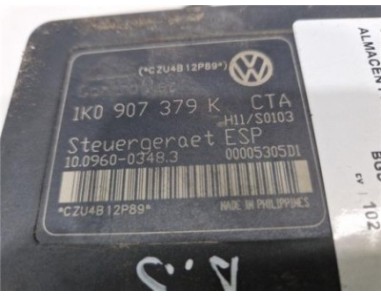 (*CZU4B12P89*)
1K0 907 379 K CTA
H11/S0103
Steuergeraet ESP
10.0960-0348.3 00005305D1
*CZU4B12P89* MADE IN PHILIPPINES
ALMACEN
CV 102